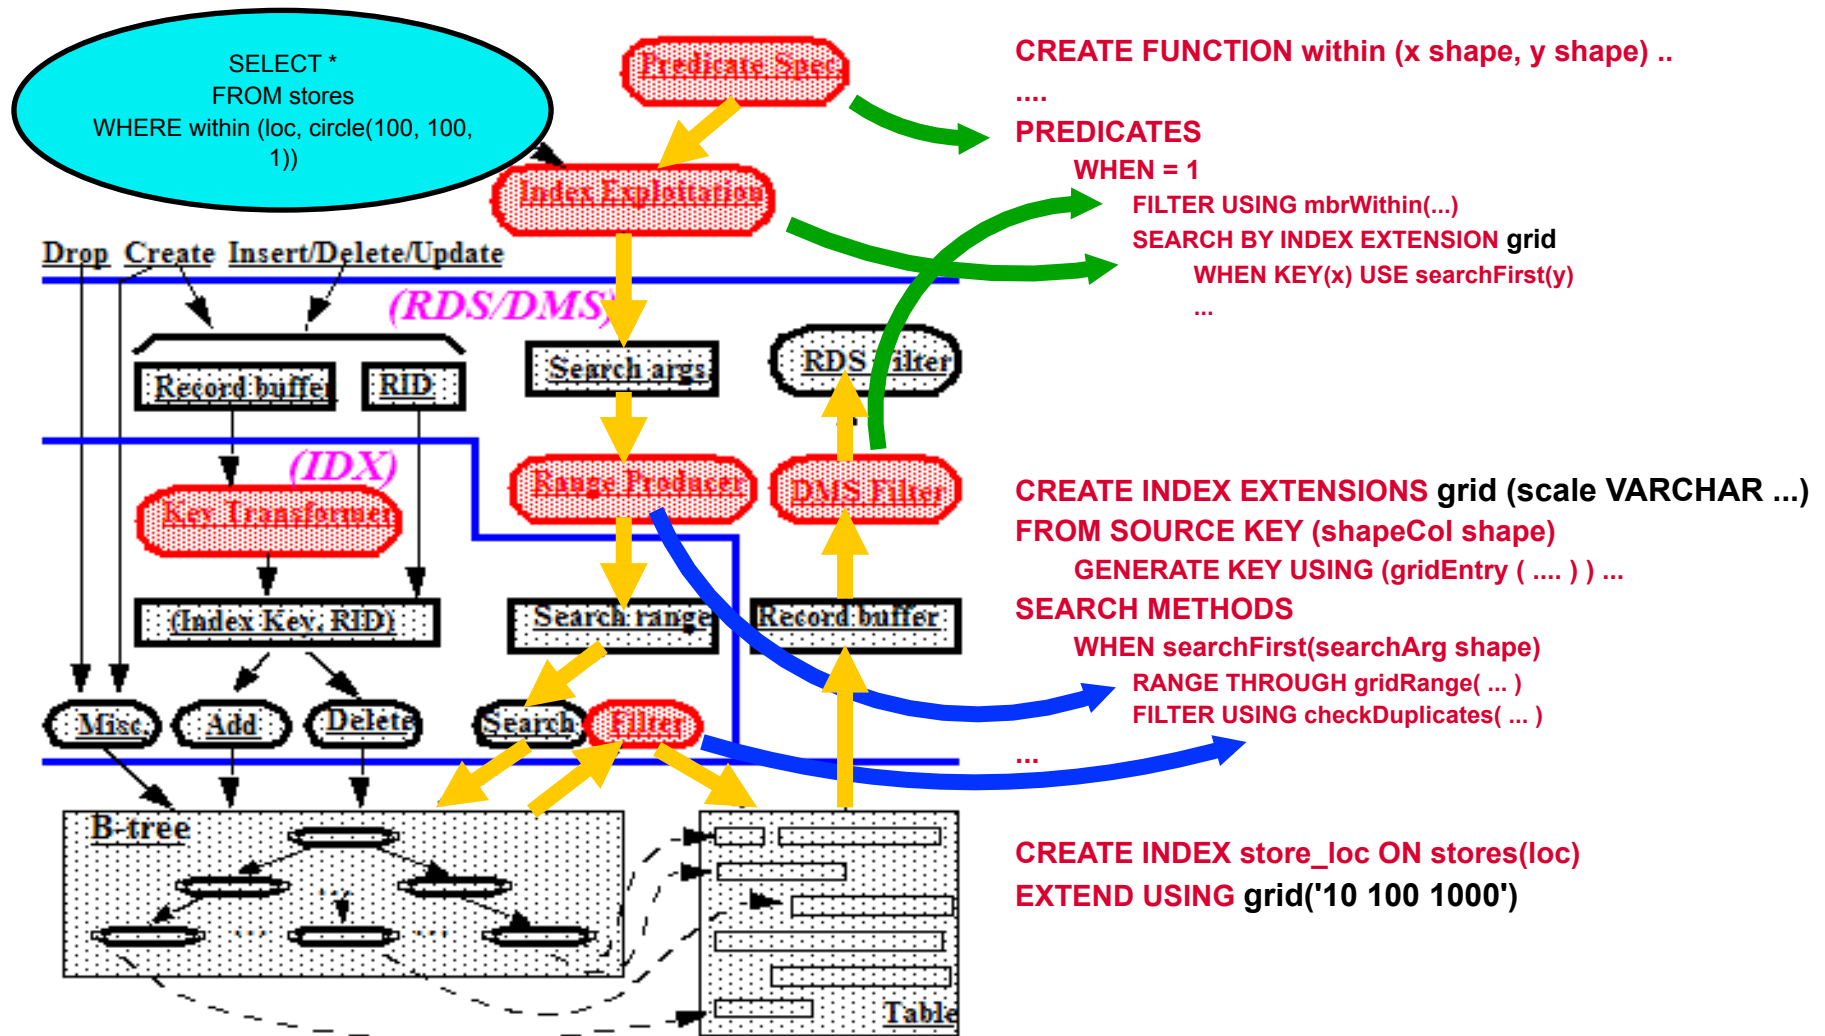 SELECT *
FROM stores
WHERE within (loc, circle(100, 100,
1))
Predicate Spec.
Index Exploitation
Drop Create Insert/Delete/Update
(RDS/DMS)
Record buffer
RID
Search args.
RDS Filter
(IDX)
Key Transformer
Range Producer
DMS Filter
(Index Key, RID)
Search range
Record buffer
Misc.
Add
Delete
Search
Filter
B-tree
...
... ...
Table
CREATE FUNCTION within (x shape, y shape) ..
....
PREDICATES
WHEN = 1
FILTER USING mbrWithin(...)
SEARCH BY INDEX EXTENSION grid
WHEN KEY(x) USE searchFirst(y)
...
CREATE INDEX EXTENSIONS grid (scale VARCHAR ...)
FROM SOURCE KEY (shapeCol shape)
GENERATE KEY USING (gridEntry ( .... ) ) ...
SEARCH METHODS
WHEN searchFirst(searchArg shape)
RANGE THROUGH gridRange( ... )
FILTER USING checkDuplicates( ... )
...
CREATE INDEX store_loc ON stores(loc)
EXTEND USING grid('10 100 1000')